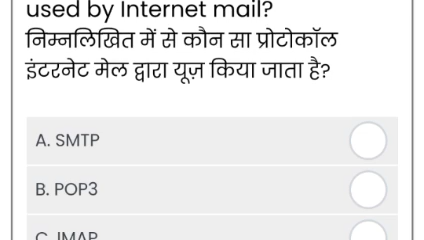 used by Internet mail?
निम्नलिखित में से कौन सा प्रोटोकॉल
इंटरनेट मेल द्वारा यूज़ किया जाता है?
A. SMTP
B. POP3
C. IMAP